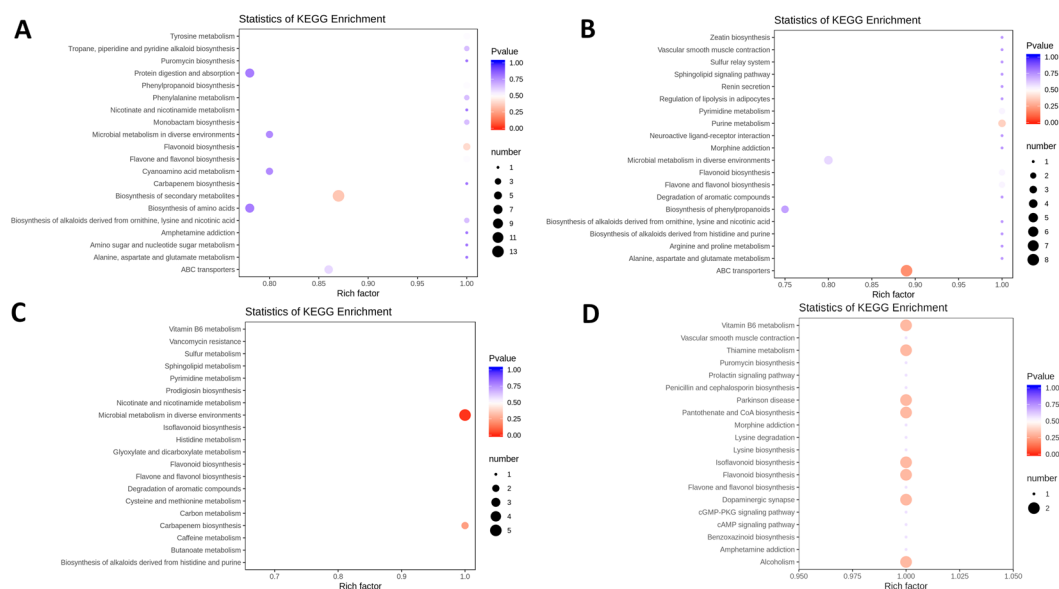 A
Statistics of KEGG Enrichment
Tyrosine metabolism
Tropane, piperidine and pyridine alkaloid biosynthesis
Puromycin biosynthesis
Protein digestion and absorption
Phenylpropanoid biosynthesis
Phenylalanine metabolism
Nicotinate and nicotinamide metabolism
Monobactam biosynthesis
Microbial metabolism in diverse environments
Flavonoid biosynthesis
Flavone and flavonol biosynthesis
Cyanoamino acid metabolism
Carbapenem biosynthesis
Biosynthesis of secondary metabolites
Biosynthesis of amino acids
Biosynthesis of alkaloids derived from ornithine, lysine and nicotinic acid
Amphetamine addiction
Amino sugar and nucleotide sugar metabolism
Alanine, aspartate and glutamate metabolism
ABC transporters
0.80 0.85 0.90 0.95 1.00
Rich factor
Pvalue
1.00
0.75
0.50
0.25
0.00
number
1
3
5
7
9
11
13
B
Statistics of KEGG Enrichment
Zeatin biosynthesis
Vascular smooth muscle contraction
Sulfur relay system
Sphingolipid signaling pathway
Renin secretion
Regulation of lipolysis in adipocytes
Pyrimidine metabolism
Purine metabolism
Neuroactive ligand-receptor interaction
Morphine addiction
Microbial metabolism in diverse environments
Flavonoid biosynthesis
Flavone and flavonol biosynthesis
Degradation of aromatic compounds
Biosynthesis of phenylpropanoids
Biosynthesis of alkaloids derived from ornithine, lysine and nicotinic acid
Biosynthesis of alkaloids derived from histidine and purine
Arginine and proline metabolism
Alanine, aspartate and glutamate metabolism
ABC transporters
0.75 0.80 0.85 0.90 0.95 1.00
Rich factor
Pvalue
1.00
0.75
0.50
0.25
0.00
number
1
2
3
4
5
6
7
8
C
Statistics of KEGG Enrichment
Vitamin B6 metabolism
Vancomycin resistance
Sulfur metabolism
Sphingolipid metabolism
Pyrimidine metabolism
Prodigiosin biosynthesis
Nicotinate and nicotinamide metabolism
Microbial metabolism in diverse environments
Isoflavonoid biosynthesis
Histidine metabolism
Glyoxylate and dicarboxylate metabolism
Flavonoid biosynthesis
Flavone and flavonol biosynthesis
Degradation of aromatic compounds
Cysteine and methionine metabolism
Carbon metabolism
Carbapenem biosynthesis
Caffeine metabolism
Butanoate metabolism
Biosynthesis of alkaloids derived from histidine and purine
0.7 0.8 0.9 1.0
Rich factor
Pvalue
1.00
0.75
0.50
0.25
0.00
number
1
2
3
4
5
D
Statistics of KEGG Enrichment
Vitamin B6 metabolism
Vascular smooth muscle contraction
Thiamine metabolism
Puromycin biosynthesis
Prolactin signaling pathway
Penicillin and cephalosporin biosynthesis
Parkinson disease
Pantothenate and CoA biosynthesis
Morphine addiction
Lysine degradation
Lysine biosynthesis
Isoflavonoid biosynthesis
Flavonoid biosynthesis
Flavone and flavonol biosynthesis
Dopaminergic synapse
cGMP-PKG signaling pathway
cAMP signaling pathway
Benzoxazinoid biosynthesis
Amphetamine addiction
Alcoholism
0.950 0.975 1.000 1.025 1.050
Rich factor
Pvalue
1.00
0.75
0.50
0.25
0.00
number
1
2